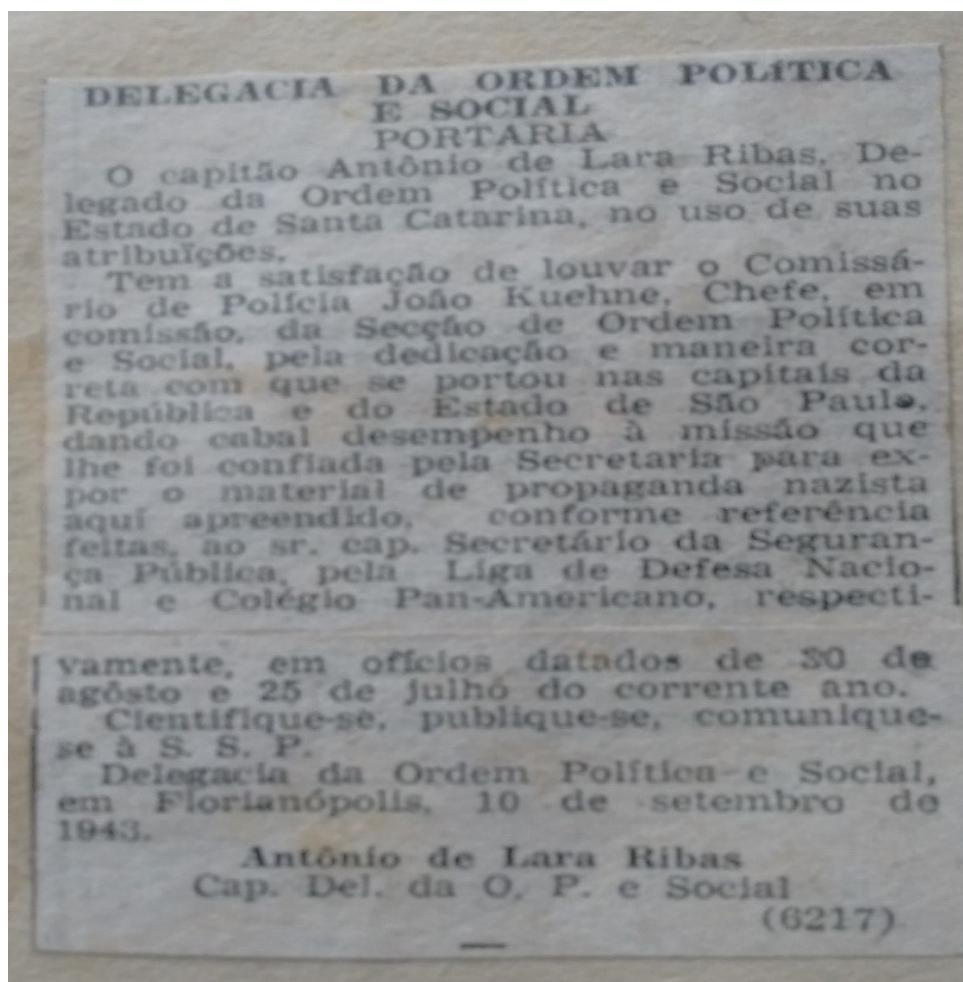 DELEGACIA DA ORDEM POLÍTICA
E SOCIAL
PORTARIA
O capitão Antônio de Lara Ribas, De-
legado da Ordem Política e Social no
Estado de Santa Catarina, no uso de suas
atribuïções,
Tem a satisfação de louvar o Comissá-
rio de Polícia João Kuehne, Chefe, em
comissão, da Secção de Ordem Política
e Social, pela dedicação e maneira cor-
reta com que se portou nas capitais da
República e do Estado de São Paulo,
dando cabal desempenho à missão que
lhe foi confiada pela Secretaria para ex-
por o material de propaganda nazista
aquí apreendido, conforme referência
feitas, ao sr. cap. Secretário da Seguran-
ça Pública, pela Liga de Defesa Nacio-
nal e Colégio Pan-Americano, respecti-
vamente, em ofícios datados de 30 de
agôsto e 25 de julho do corrente ano.
Cientifique-se, publique-se, comunique-
se à S. S. P.
Delegacia da Ordem Política e Social,
em Florianópolis, 10 de setembro de
1943.
Antônio de Lara Ribas
Cap. Del. da O. P. e Social
(6217)